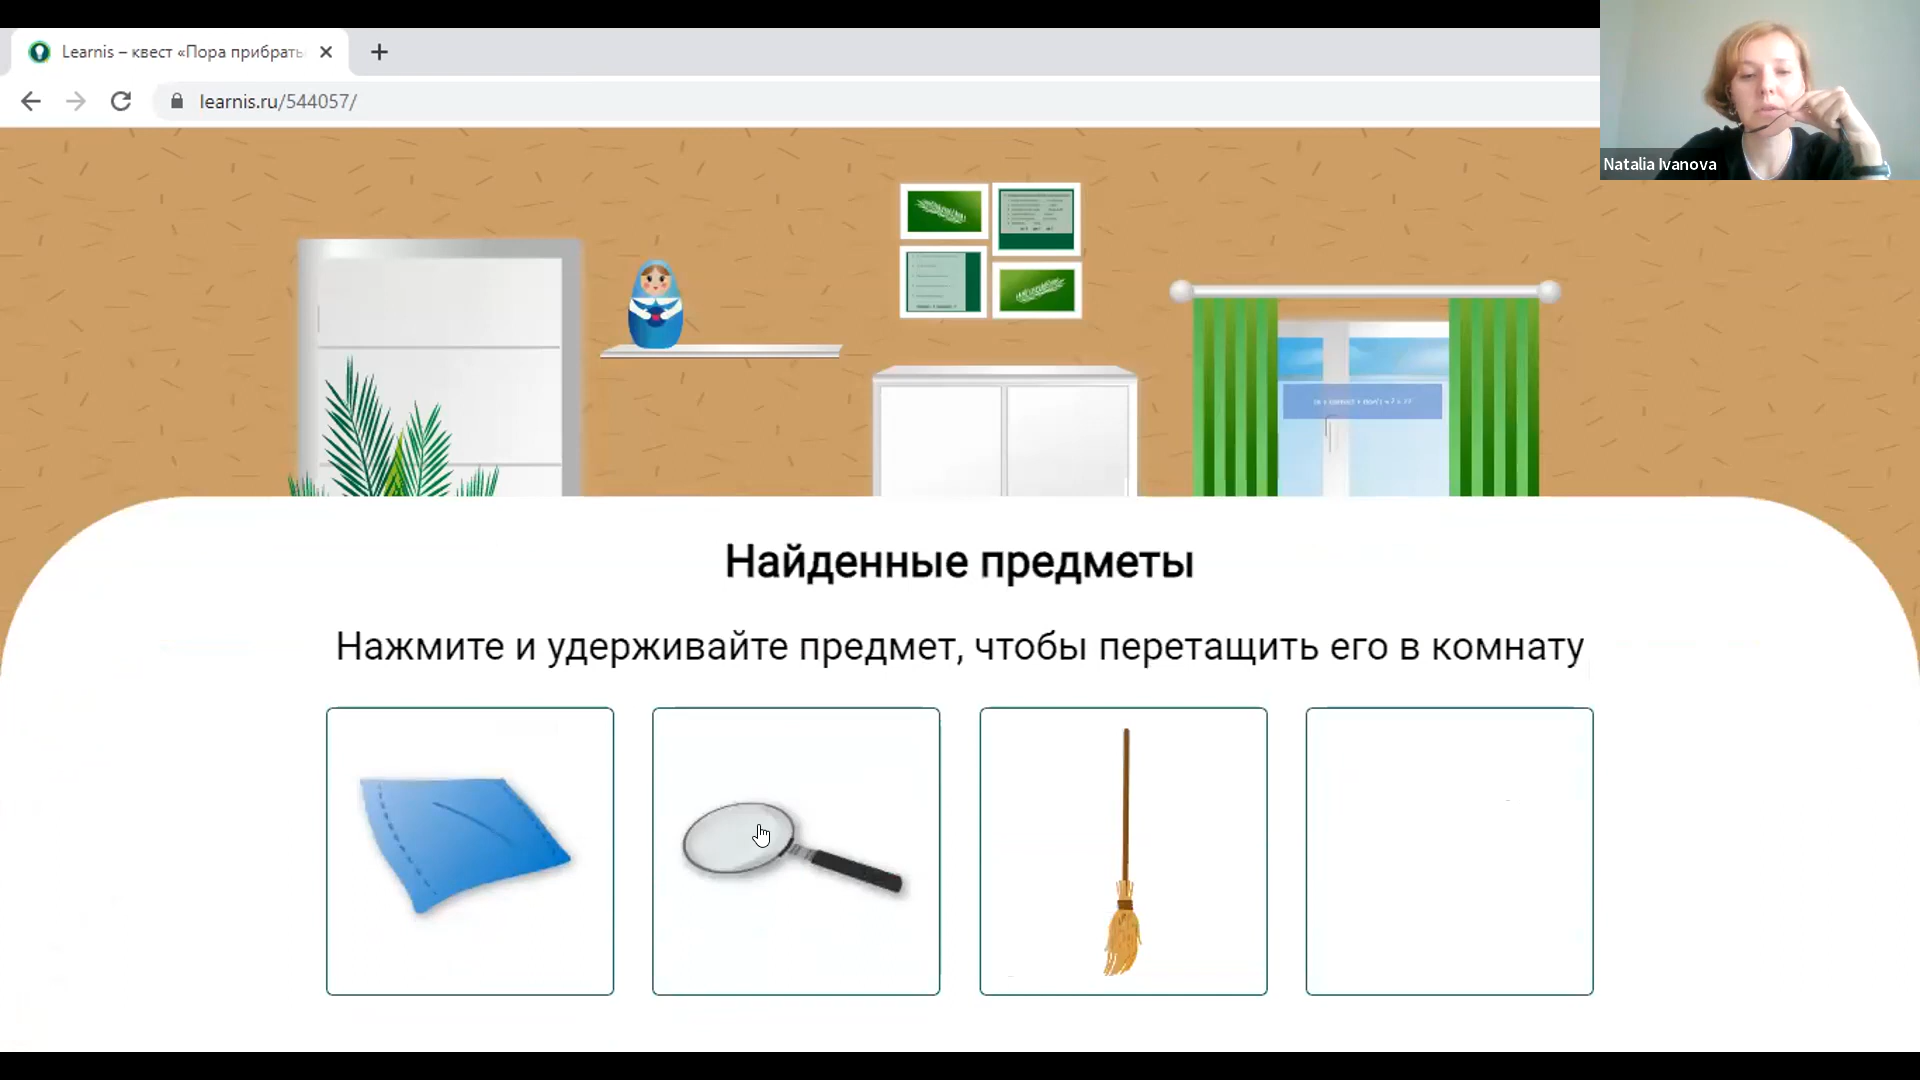 Learnis – квест «Пора прибрать
learnis.ru/544057/
Natalia Ivanova
Найденные предметы
Нажмите и удерживайте предмет, чтобы перетащить его в комнату